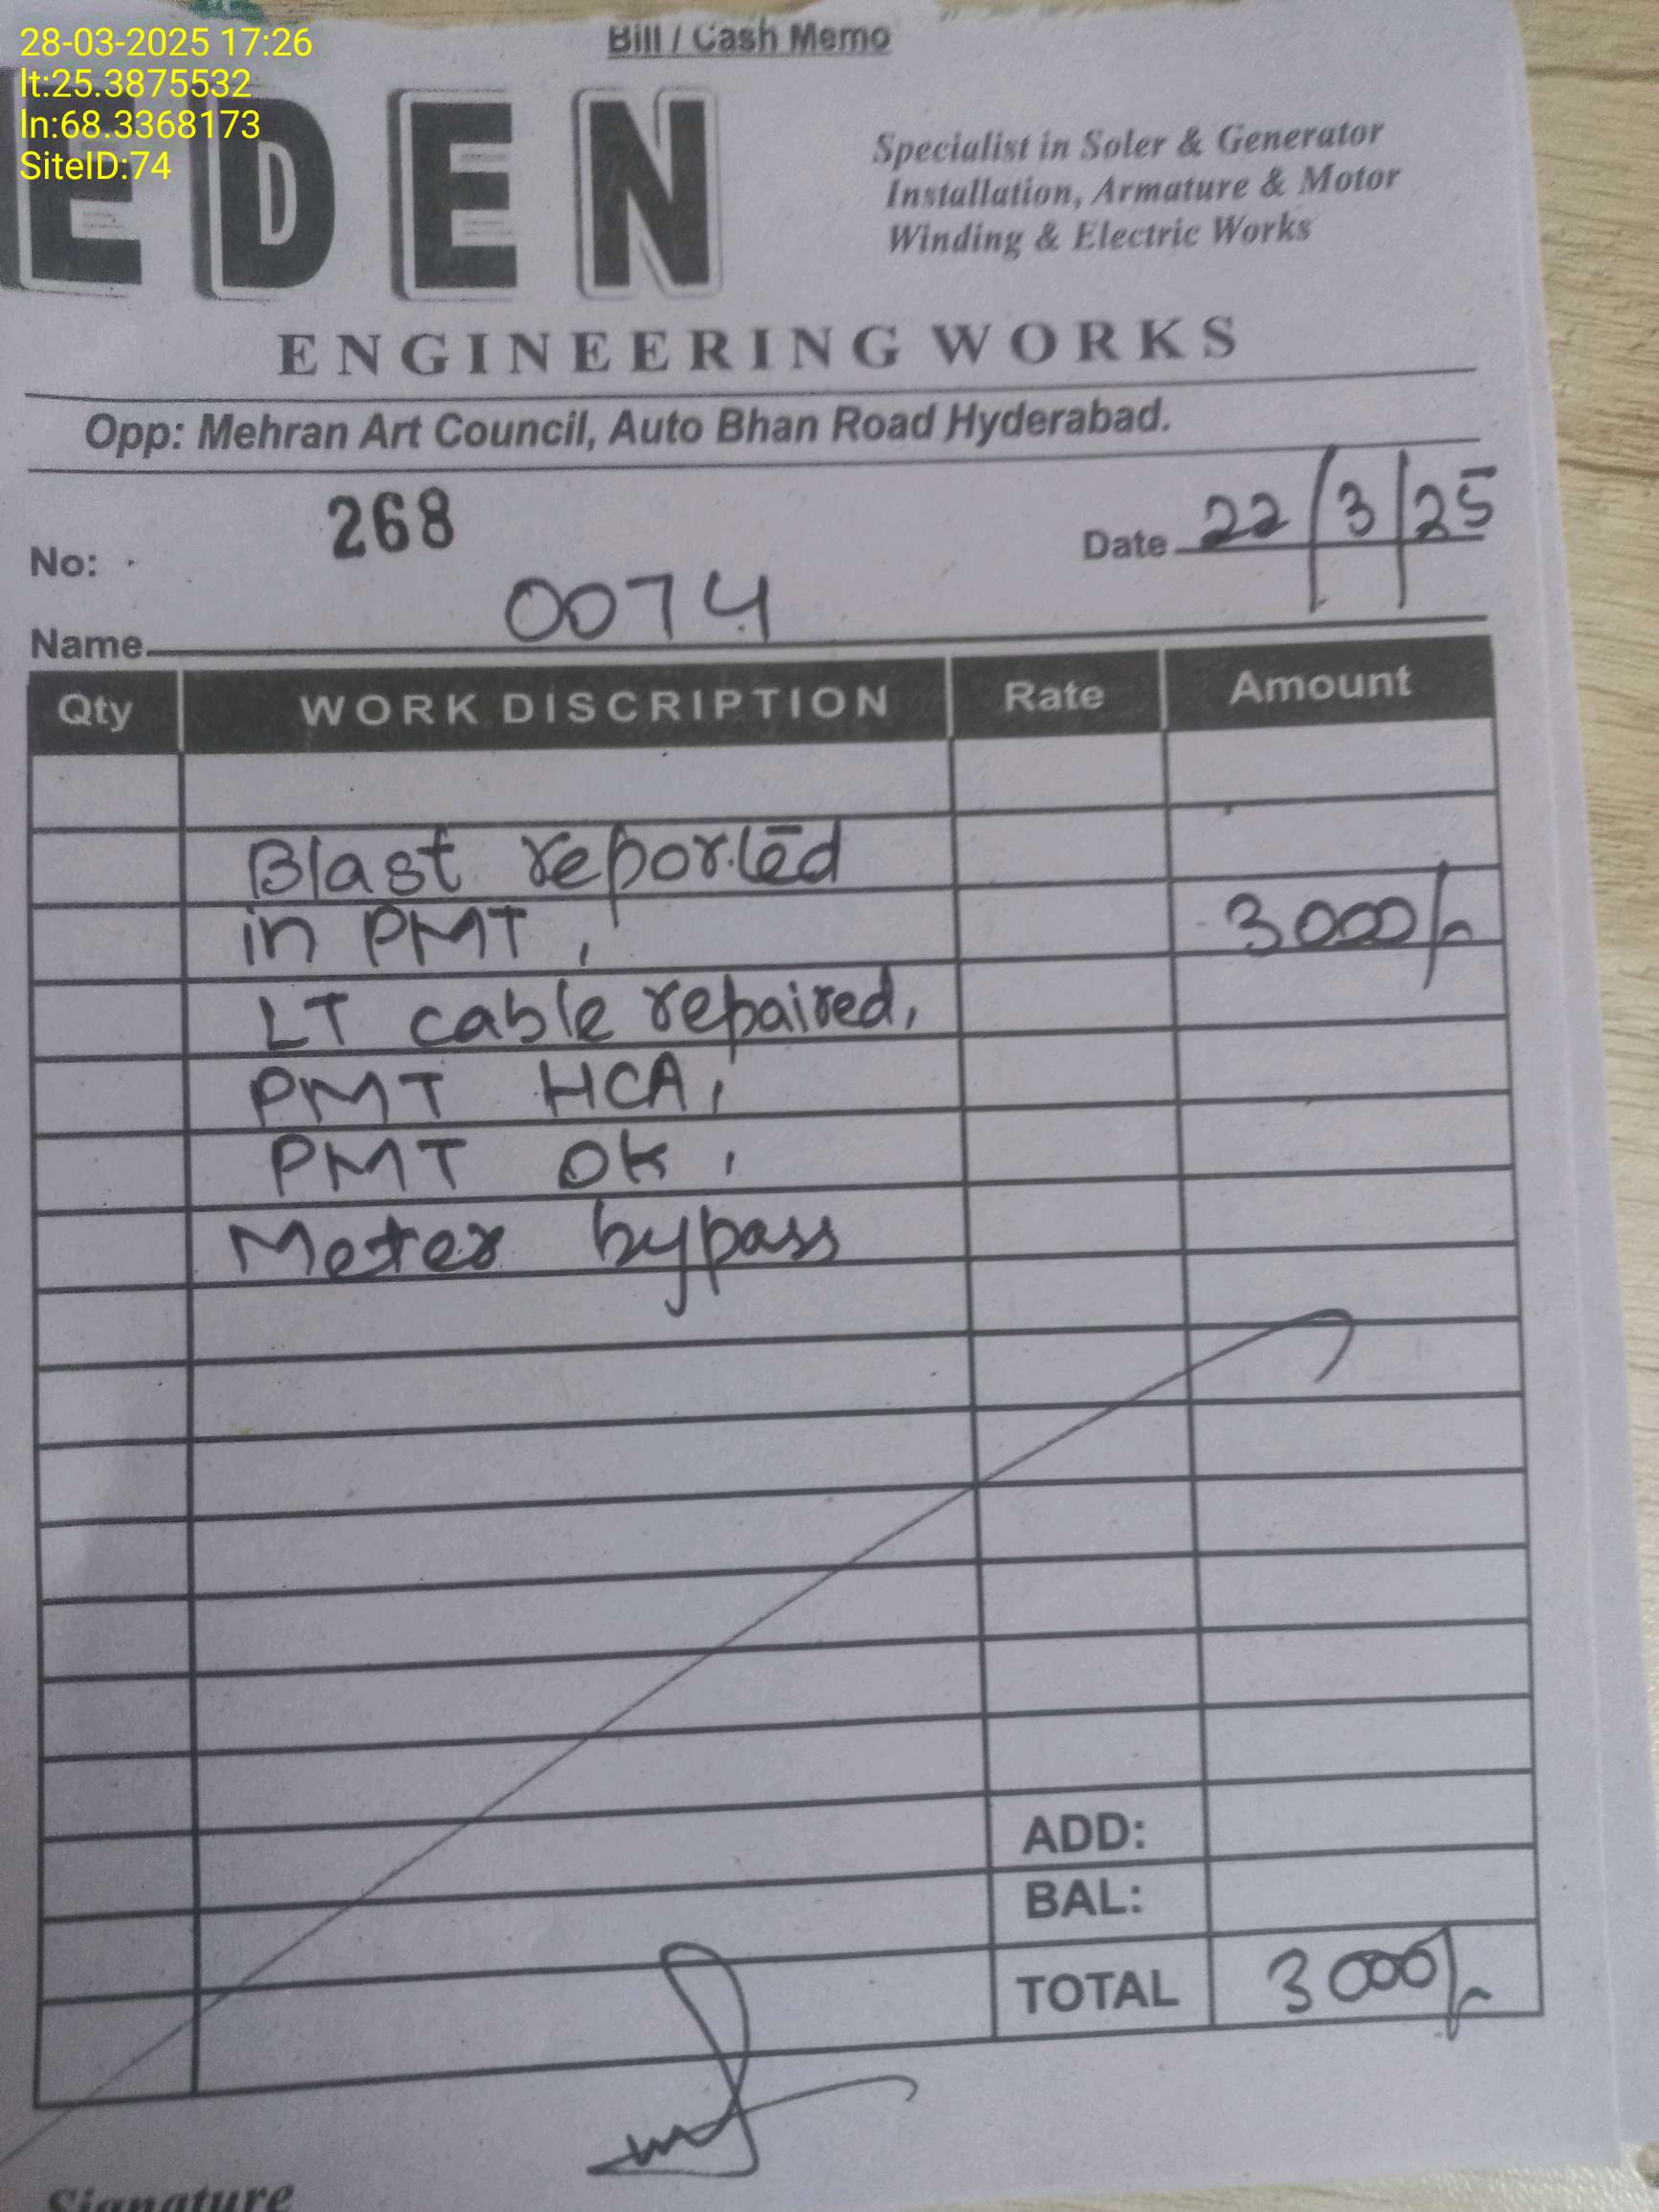 28-03-2025 17:26
lt:25.3875532
ln:68.3368173
SiteID:74
Bill / Cash Memo
EDEN
Specialist in Soler & Generator
Installation, Armature & Motor
Winding & Electric Works
ENGINEERING WORKS
Opp: Mehran Art Council, Auto Bhan Road Hyderabad.
No: 268
Date 22/3/25
Name 0074
Qty WORK DISCRIPTION Rate Amount
Blast reported
in PMT, 3000/-
LT cable repaired,
PMT HCA,
PMT OK,
Meter bypass
ADD:
BAL:
TOTAL 3000/-
Signature